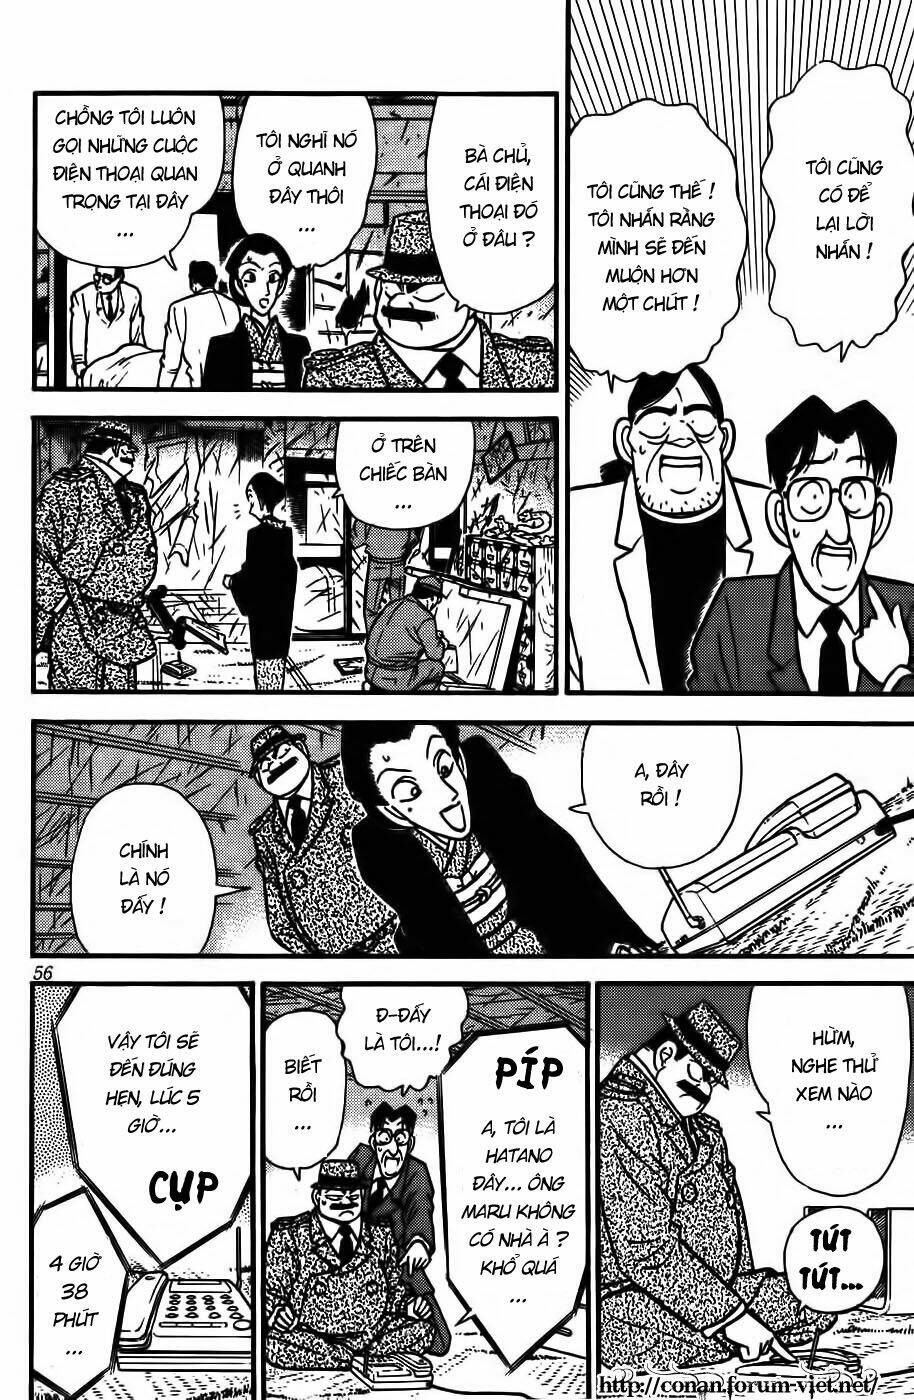 TÔI CŨNG
CÓ ĐỂ
LẠI LỜI
NHẮN !
TÔI CŨNG THẾ !
TÔI NHẮN RẰNG
MÌNH SẼ ĐẾN
MUỘN HƠN
MỘT CHÚT !
BÀ CHỦ,
CÁI ĐIỆN
THOẠI ĐÓ
Ở ĐÂU ?
TÔI NGHĨ NÓ
Ở QUANH
ĐÂY THÔI
CHỒNG TÔI LUÔN
GỌI NHỮNG CUỘC
ĐIỆN THOẠI QUAN
TRỌNG TẠI ĐÂY
...
Ở TRÊN
CHIẾC BÀN
...
A, ĐÂY
RỒI !
CHÍNH
LÀ NÓ
ĐẤY !
56
HỪM,
NGHE THỬ
XEM NÀO
...
TÚT
TÚT...
Đ-ĐẤY
LÀ TÔI...!
BIẾT
RỒI
...
PÍP
A, TÔI LÀ
HATANO
ĐÂY... ÔNG
MARU KHÔNG
CÓ NHÀ À ?
KHỔ QUÁ
...
VẬY TÔI SẼ
ĐẾN ĐÚNG
HẸN, LÚC 5
GIỜ...
CỤP
4 GIỜ
38
PHÚT
...
http://conan.forum-viet.net/